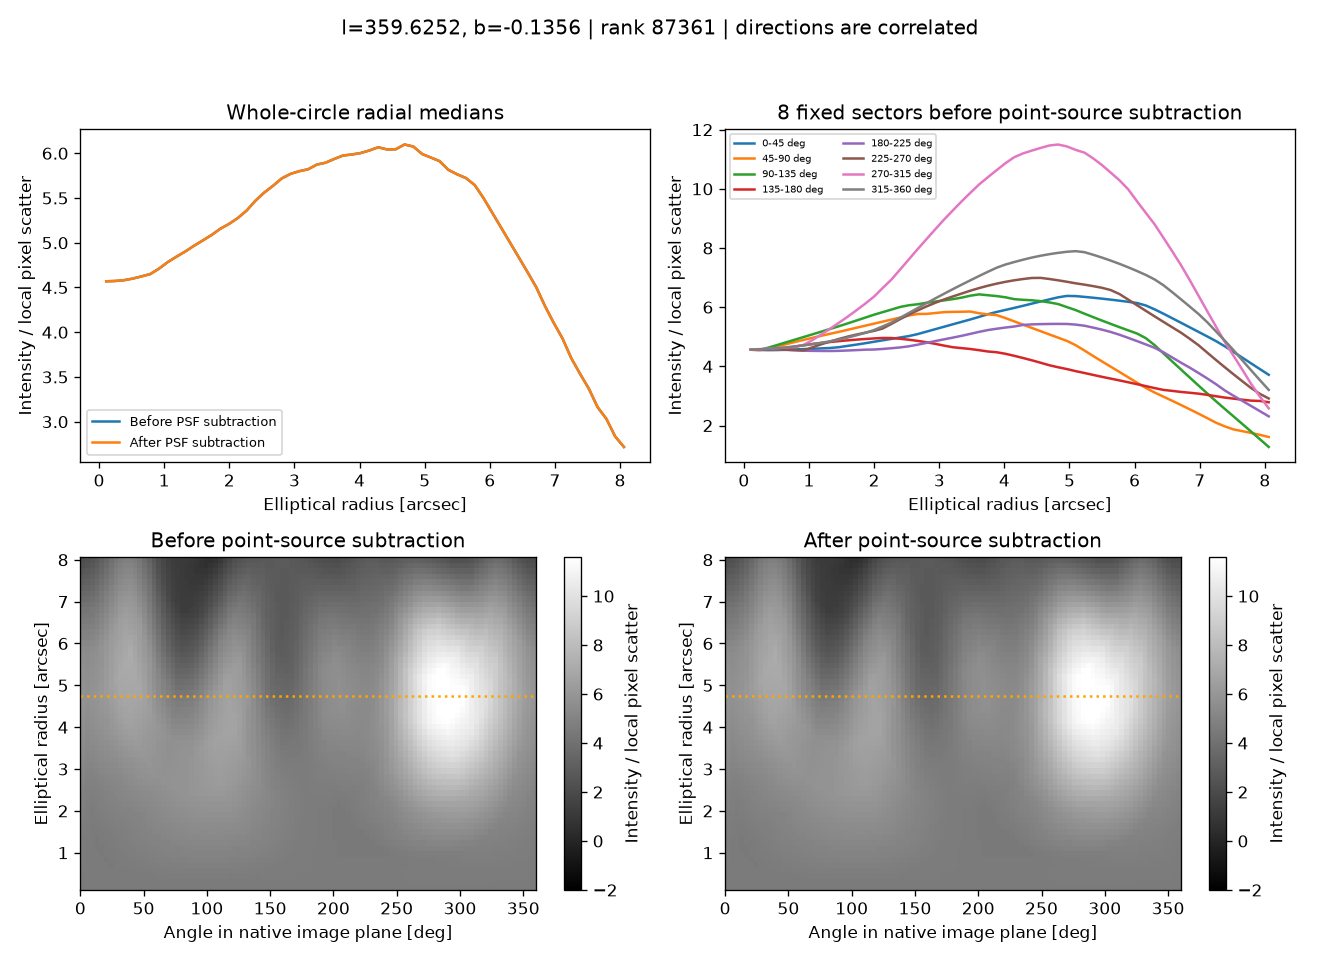 l=359.6252, b=-0.1356 | rank 87361 | directions are correlated
Whole-circle radial medians
Intensity / local pixel scatter
6.0
5.5
5.0
4.5
4.0
3.5
3.0
Before PSF subtraction
After PSF subtraction
0 1 2 3 4 5 6 7 8
Elliptical radius [arcsec]
8 fixed sectors before point-source subtraction
Intensity / local pixel scatter
12
10
8
6
4
2
0-45 deg
45-90 deg
90-135 deg
135-180 deg
180-225 deg
225-270 deg
270-315 deg
315-360 deg
0 1 2 3 4 5 6 7 8
Elliptical radius [arcsec]
Before point-source subtraction
Elliptical radius [arcsec]
8
7
6
5
4
3
2
1
0 50 100 150 200 250 300 350
Angle in native image plane [deg]
10
8
6
4
2
0
−2
Intensity / local pixel scatter
After point-source subtraction
Elliptical radius [arcsec]
8
7
6
5
4
3
2
1
0 50 100 150 200 250 300 350
Angle in native image plane [deg]
10
8
6
4
2
0
−2
Intensity / local pixel scatter